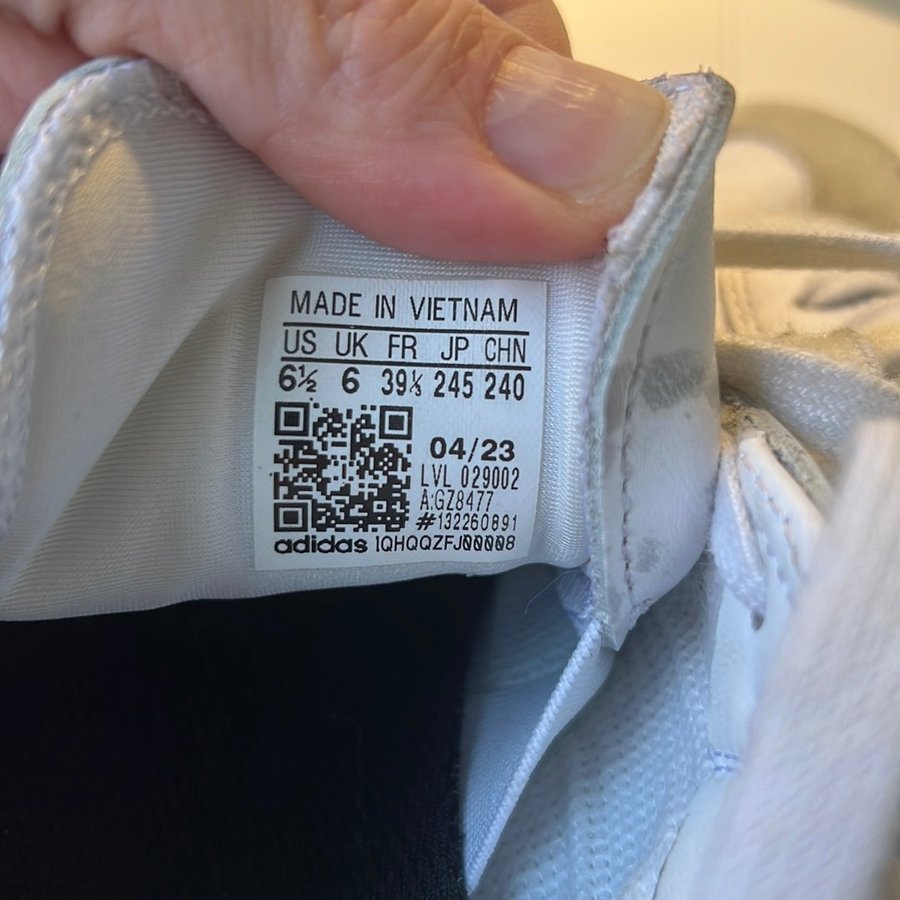 MADE IN VIETNAM
US UK FR JP CHN
6½ 6 39⅓ 245 240
04/23
LVL 029002
A:GZ8477
#132260891
adidas 1QHQQZFJ00008